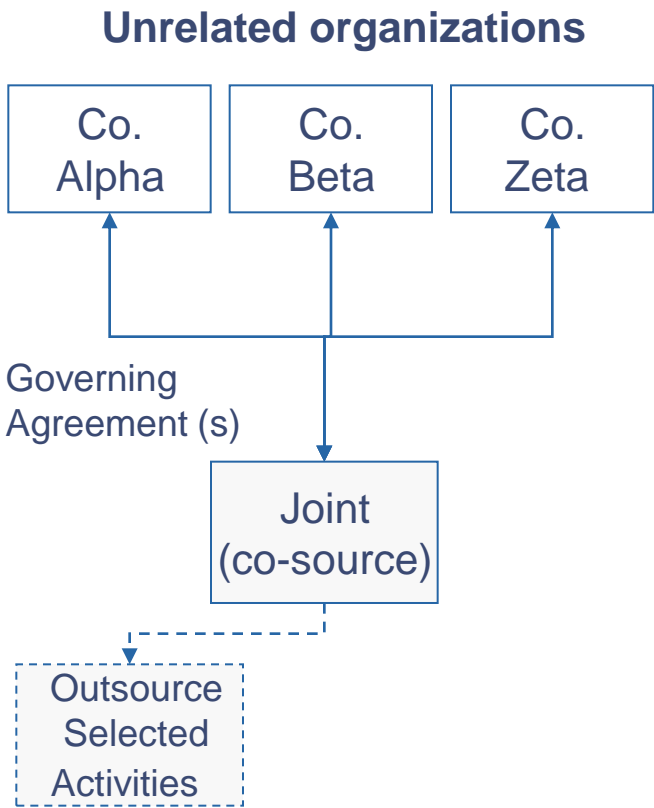 Unrelated organizations
Co.
Alpha
Co.
Beta
Co.
Zeta
Governing
Agreement (s)
Joint
(co-source)
Outsource
Selected
Activities